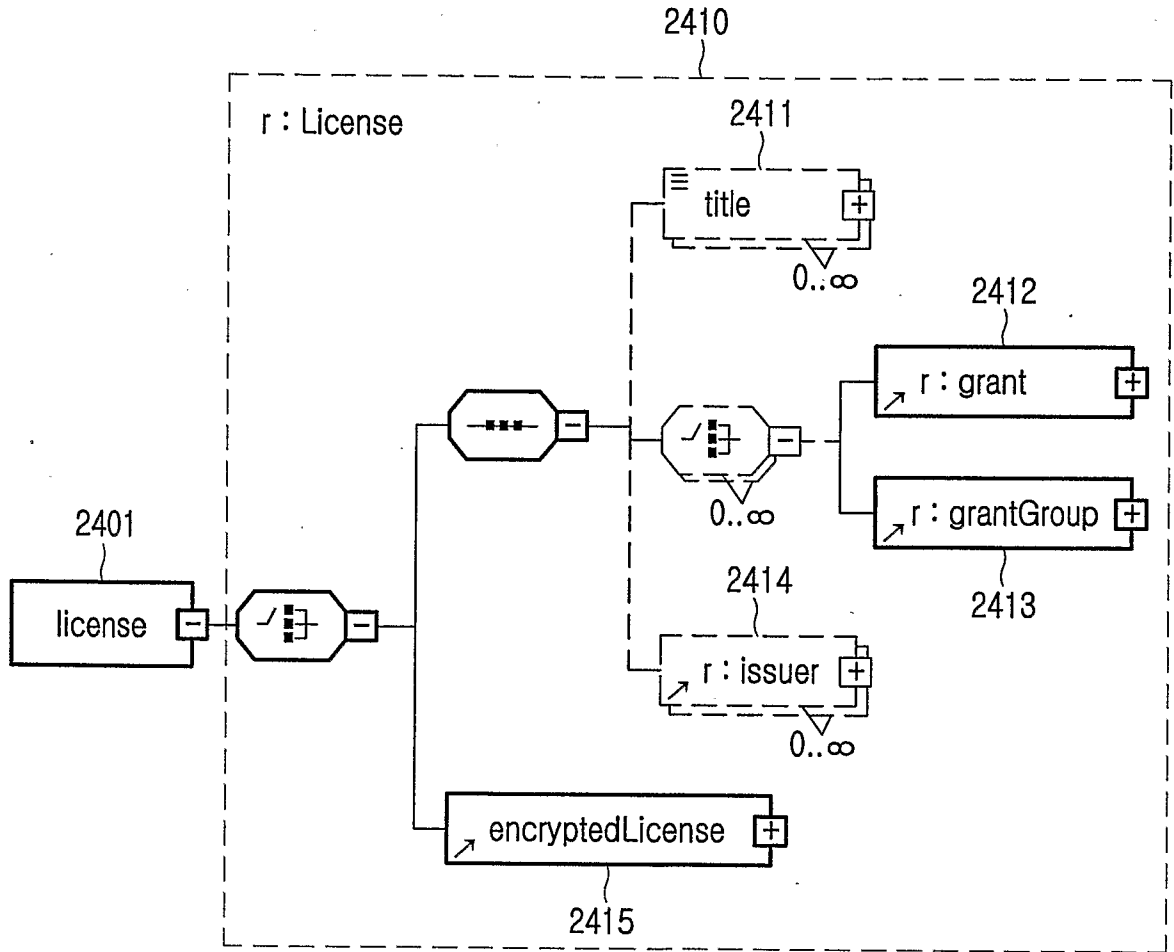 2410
r : License
2411
title
0..∞
2412
r : grant
0..∞
r : grantGroup
2413
2401
license
2414
r : issuer
0..∞
encryptedLicense
2415